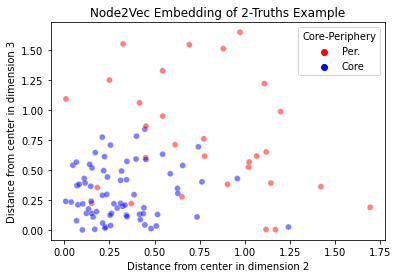 Node2Vec Embedding of 2-Truths Example
Core-Periphery
Per.
Core
Distance from center in dimension 3
1.50
1.25
1.00
0.75
0.50
0.25
0.00
0.00 0.25 0.50 0.75 1.00 1.25 1.50 1.75
Distance from center in dimension 2